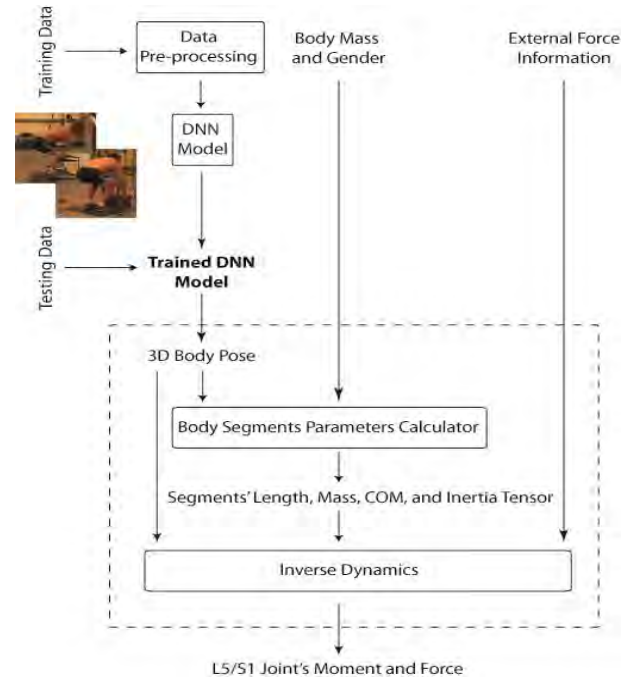 Training Data
Data
Pre-processing
Body Mass
and Gender
External Force
Information
DNN
Model
Testing Data
Trained DNN
Model
3D Body Pose
Body Segments Parameters Calculator
Segments' Length, Mass, COM, and Inertia Tensor
Inverse Dynamics
L5/S1 Joint's Moment and Force